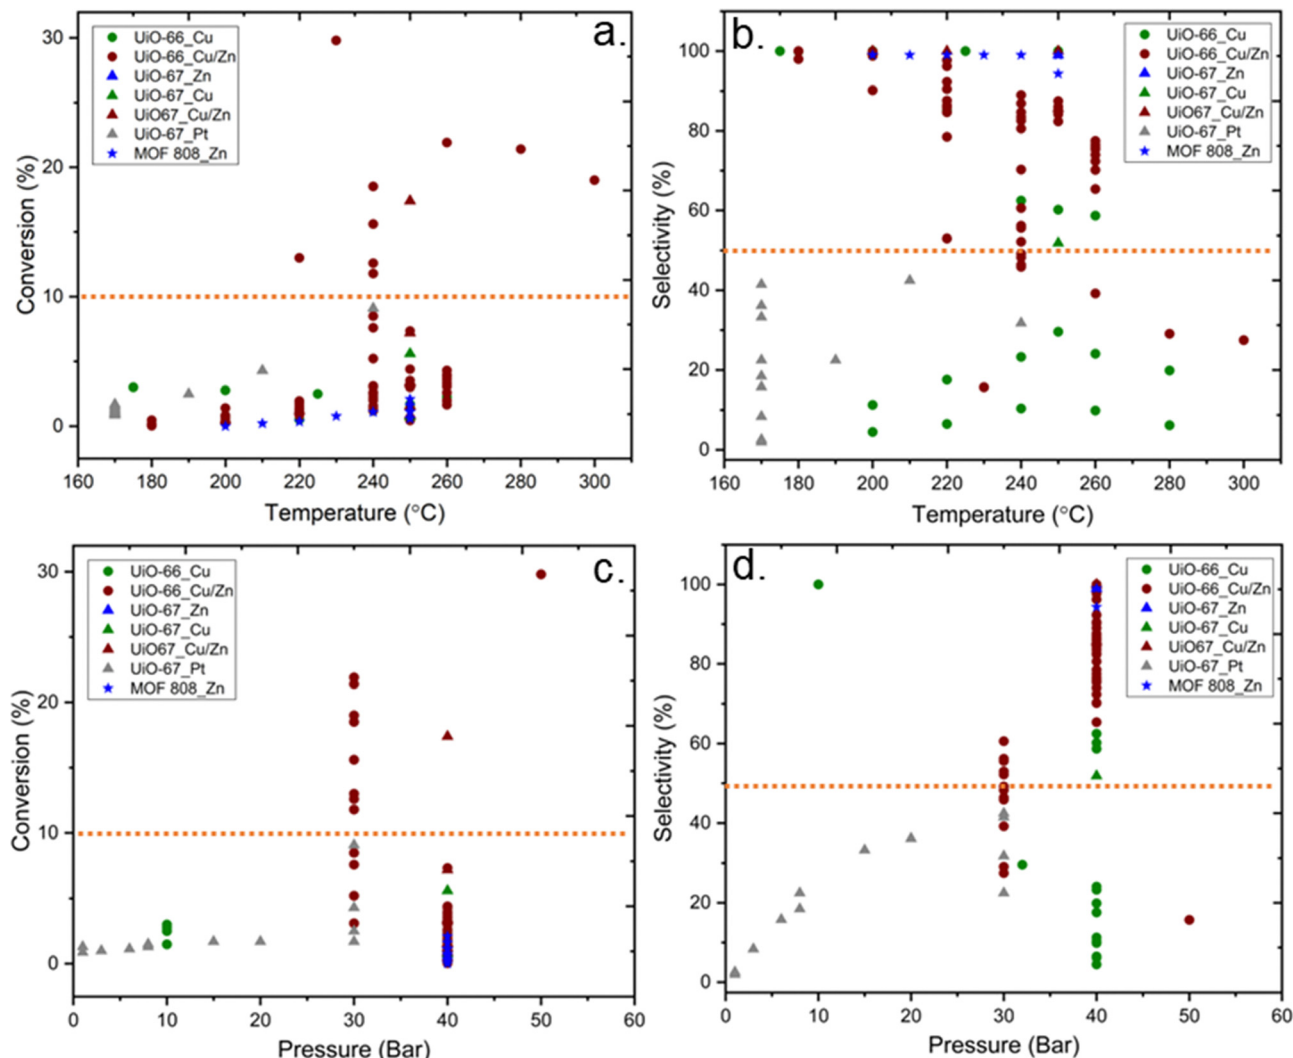 a.
30
20
10
0
Conversion (%)
UiO-66_Cu
UiO-66_Cu/Zn
UiO-67_Zn
UiO-67_Cu
UiO67_Cu/Zn
UiO-67_Pt
MOF 808_Zn
160 180 200 220 240 260 280 300
Temperature (°C)
b.
100
80
60
40
20
0
Selectivity (%)
UiO-66_Cu
UiO-66_Cu/Zn
UiO-67_Zn
UiO-67_Cu
UiO67_Cu/Zn
UiO-67_Pt
MOF 808_Zn
160 180 200 220 240 260 280 300
Temperature (°C)
c.
30
20
10
0
Conversion (%)
UiO-66_Cu
UiO-66_Cu/Zn
UiO-67_Zn
UiO-67_Cu
UiO67_Cu/Zn
UiO-67_Pt
MOF 808_Zn
0 10 20 30 40 50 60
Pressure (Bar)
d.
100
80
60
40
20
0
Selectivity (%)
UiO-66_Cu
UiO-66_Cu/Zn
UiO-67_Zn
UiO-67_Cu
UiO67_Cu/Zn
UiO-67_Pt
MOF 808_Zn
0 10 20 30 40 50 60
Pressure (Bar)